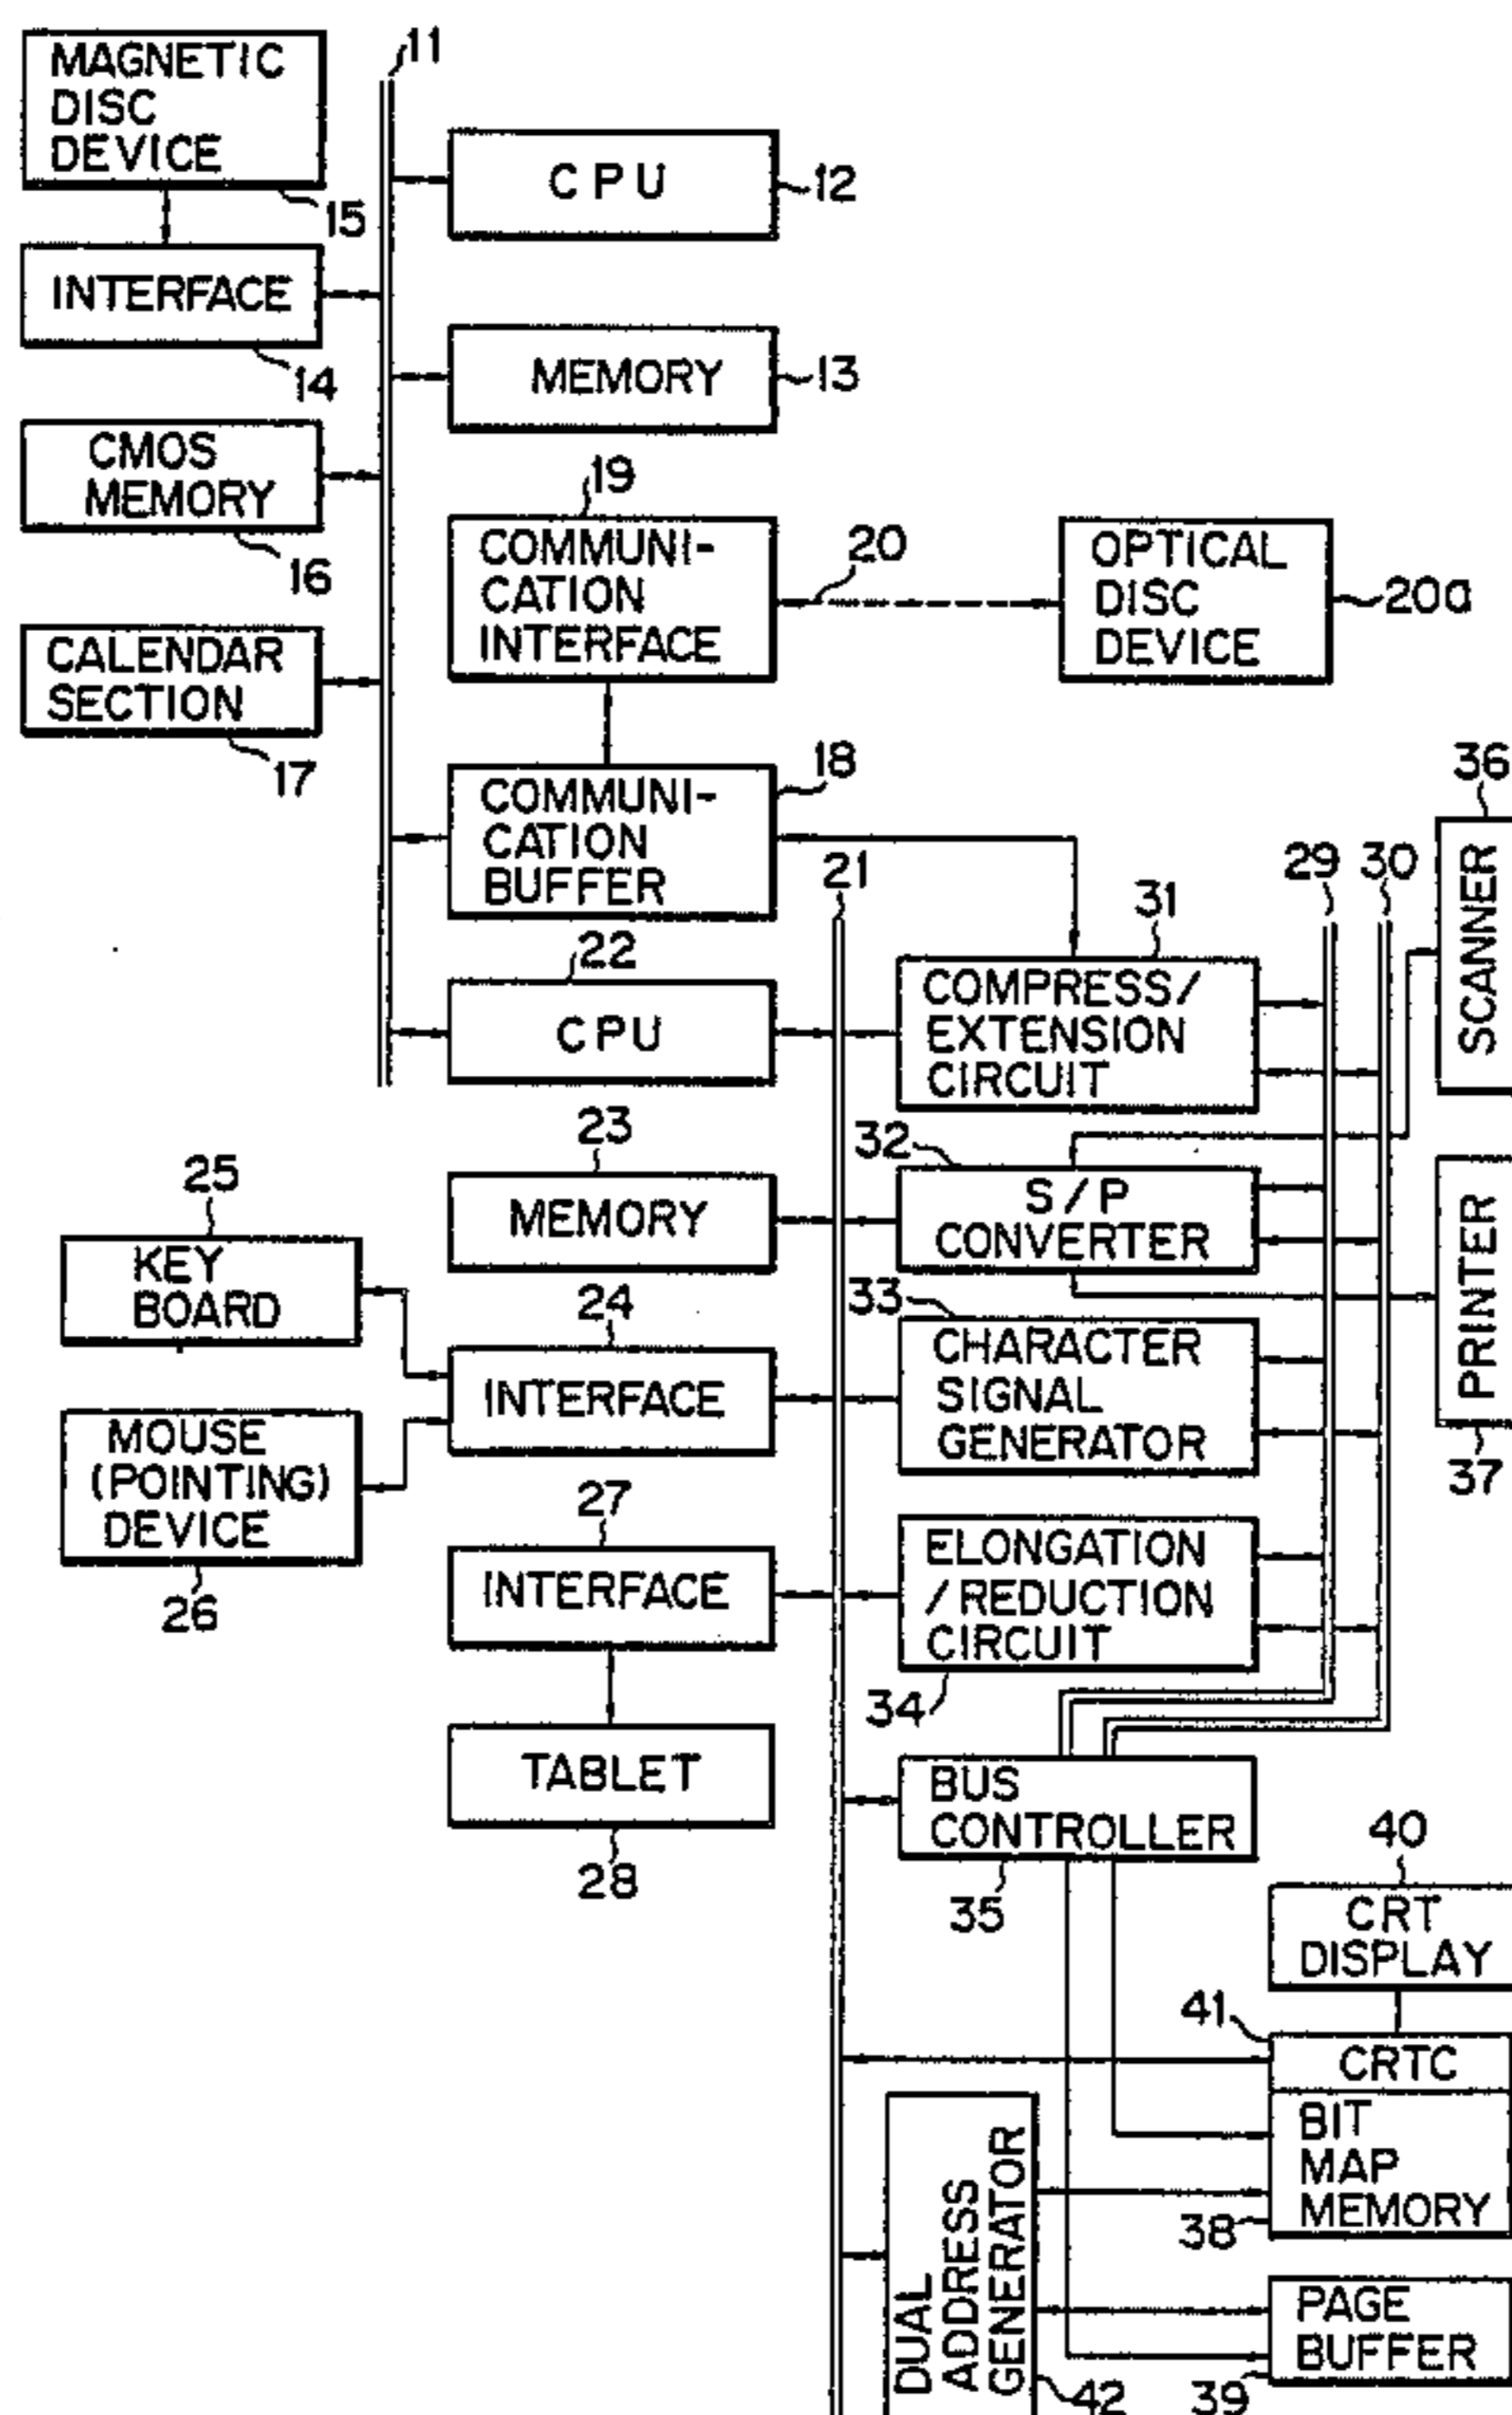 11
MAGNETIC
DISC
DEVICE
15
CPU
12
INTERFACE
14
MEMORY
13
CMOS
MEMORY
16
19
COMMUNI-
CATION
INTERFACE
20
OPTICAL
DISC
DEVICE
20a
CALENDAR
SECTION
17
18
COMMUNI-
CATION
BUFFER
21
22
CPU
31
COMPRESS/
EXTENSION
CIRCUIT
29
30
36
SCANNER
23
MEMORY
32
S/P
CONVERTER
PRINTER
37
25
KEY
BOARD
24
INTERFACE
33
CHARACTER
SIGNAL
GENERATOR
MOUSE
(POINTING)
DEVICE
26
27
INTERFACE
ELONGATION
/REDUCTION
CIRCUIT
34
TABLET
28
BUS
CONTROLLER
35
40
CRT
DISPLAY
41
CRTC
BIT
MAP
MEMORY
38
DUAL
ADDRESS
GENERATOR
42
PAGE
BUFFER
39